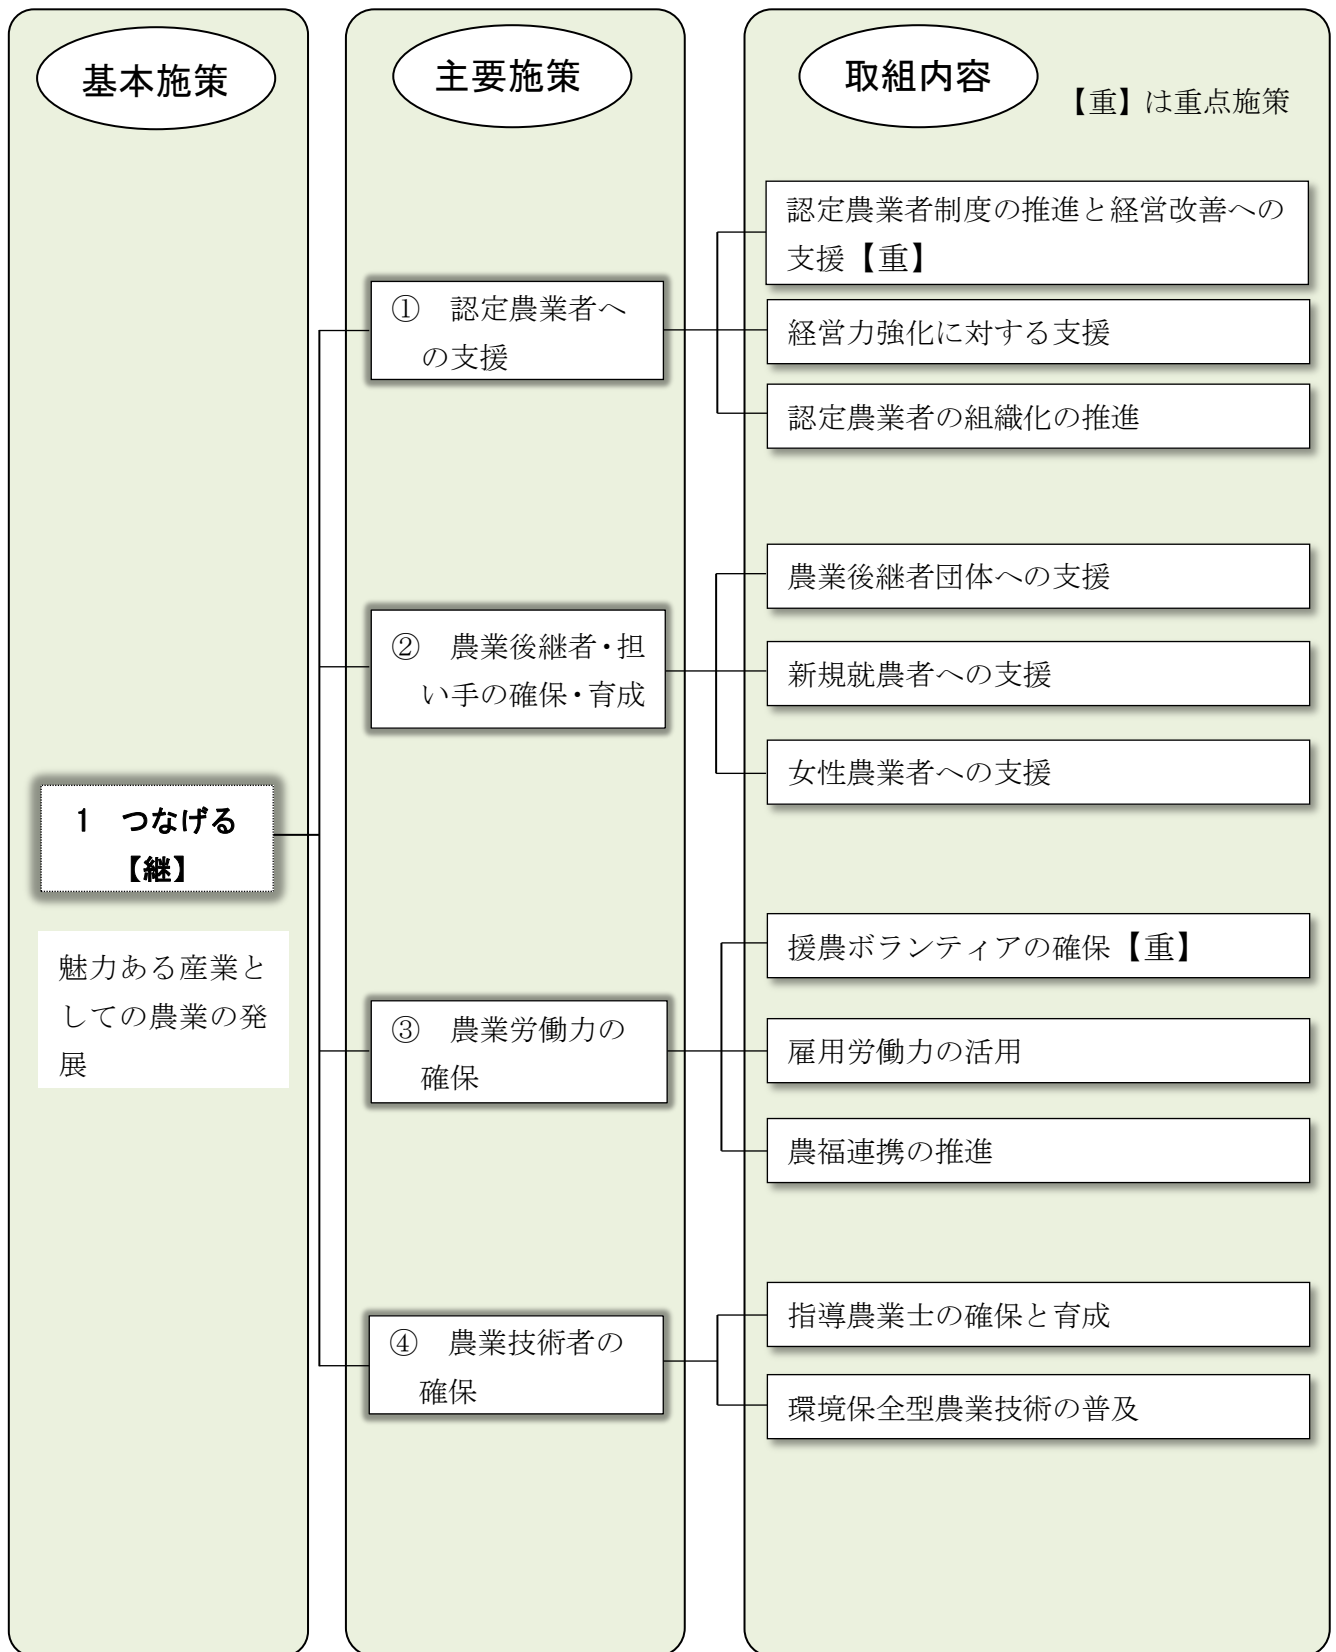 基本施策
主要施策
取組内容
【重】は重点施策
1　つなげる
【継】
魅力ある産業と
しての農業の発
展
①　認定農業者へ
の支援
認定農業者制度の推進と経営改善への
支援【重】
経営力強化に対する支援
認定農業者の組織化の推進
②　農業後継者・担
い手の確保・育成
農業後継者団体への支援
新規就農者への支援
女性農業者への支援
③　農業労働力の
確保
援農ボランティアの確保【重】
雇用労働力の活用
農福連携の推進
④　農業技術者の
確保
指導農業士の確保と育成
環境保全型農業技術の普及